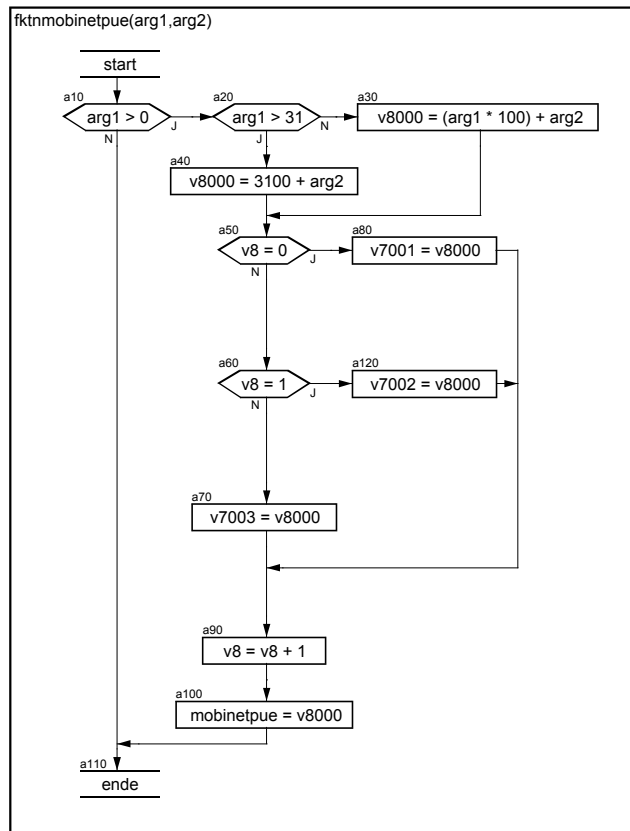 fktnmobinetpue(arg1,arg2)
start
a10
arg1 > 0
J
N
a20
arg1 > 31
N
J
a30
v8000 = (arg1 * 100) + arg2
a40
v8000 = 3100 + arg2
a50
v8 = 0
J
N
a80
v7001 = v8000
a60
v8 = 1
J
N
a120
v7002 = v8000
a70
v7003 = v8000
a90
v8 = v8 + 1
a100
mobinetpue = v8000
a110
ende